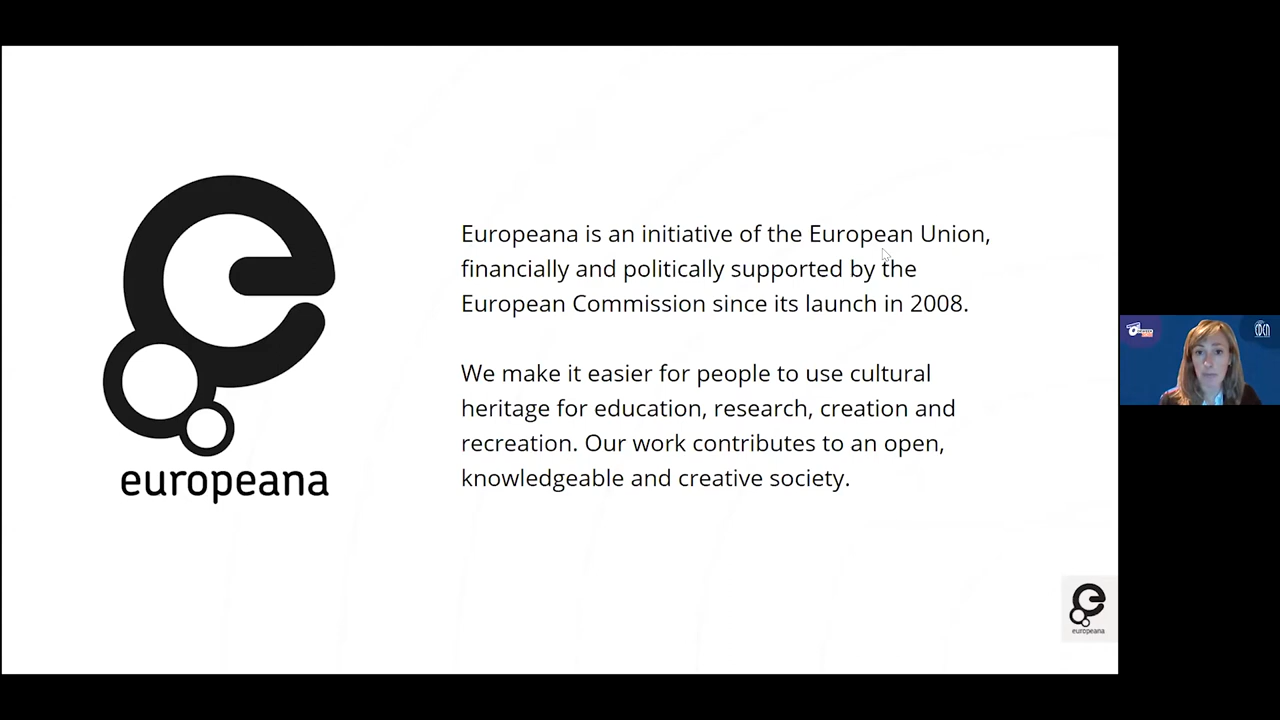 Europeana is an initiative of the European Union,
financially and politically supported by the
European Commission since its launch in 2008.
We make it easier for people to use cultural
heritage for education, research, creation and
recreation. Our work contributes to an open,
knowledgeable and creative society.
europeana
europeana